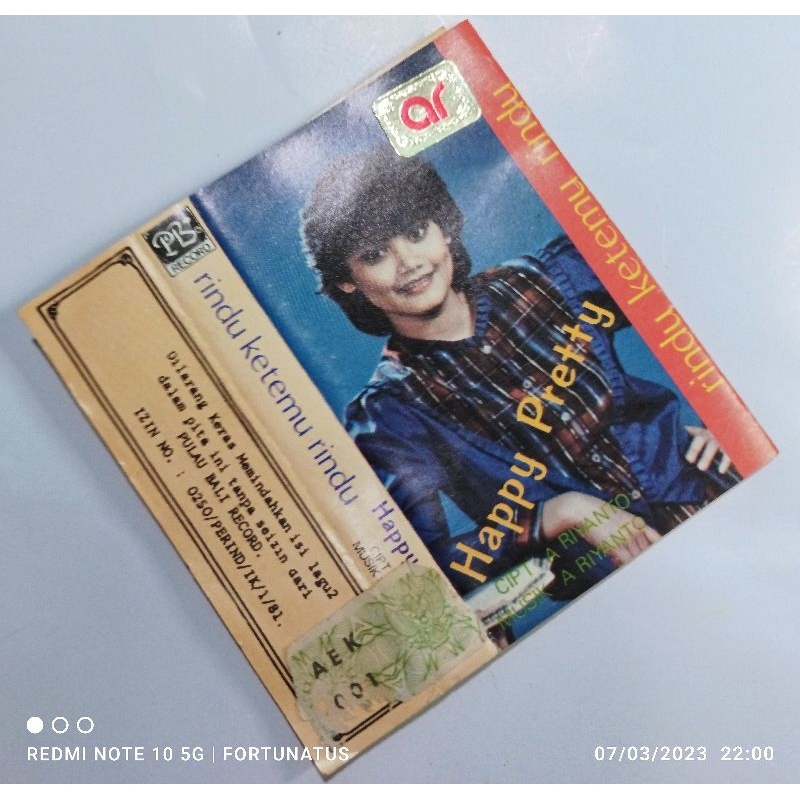 ar
rindu ketemu rindu
Happy Pretty
CIPT. A RIYANTO
MUSIK A RIYANTO
PB.
RECORD
rindu ketemu rindu
Happy
CIPT
MUSIK
Dilarang Keras Memindahkan isi lagu2
dalam pita ini tanpa seizin dari
PULAU BALI RECORD.
IZIN NO. : 0250/PERIND/IK/1/81.
AEK
001
REDMI NOTE 10 5G | FORTUNATUS
07/03/2023 22:00